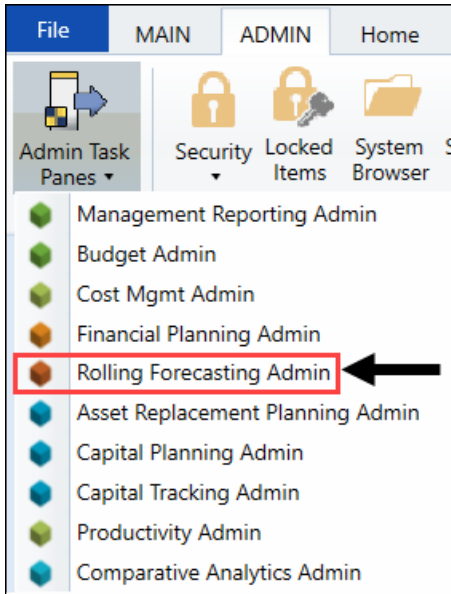 File MAIN ADMIN Home
Admin Task Panes
Security
Locked Items
System Browser
S
Management Reporting Admin
Budget Admin
Cost Mgmt Admin
Financial Planning Admin
Rolling Forecasting Admin
Asset Replacement Planning Admin
Capital Planning Admin
Capital Tracking Admin
Productivity Admin
Comparative Analytics Admin